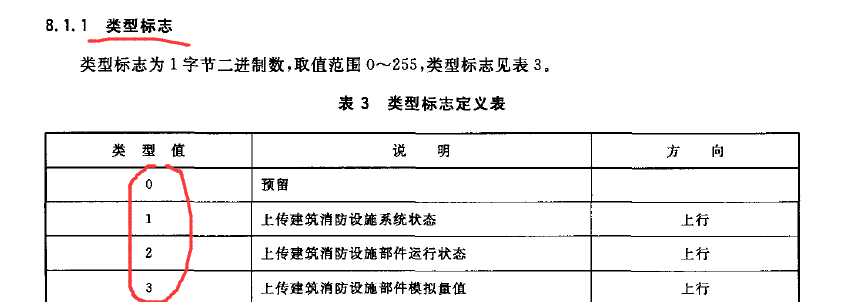 8.1.1 类型标志
类型标志为1字节二进制数,取值范围0～255,类型标志见表3。
表3 类型标志定义表
类型值 说明 方向
0 预留
1 上传建筑消防设施系统状态 上行
2 上传建筑消防设施部件运行状态 上行
3 上传建筑消防设施部件模拟量值 上行